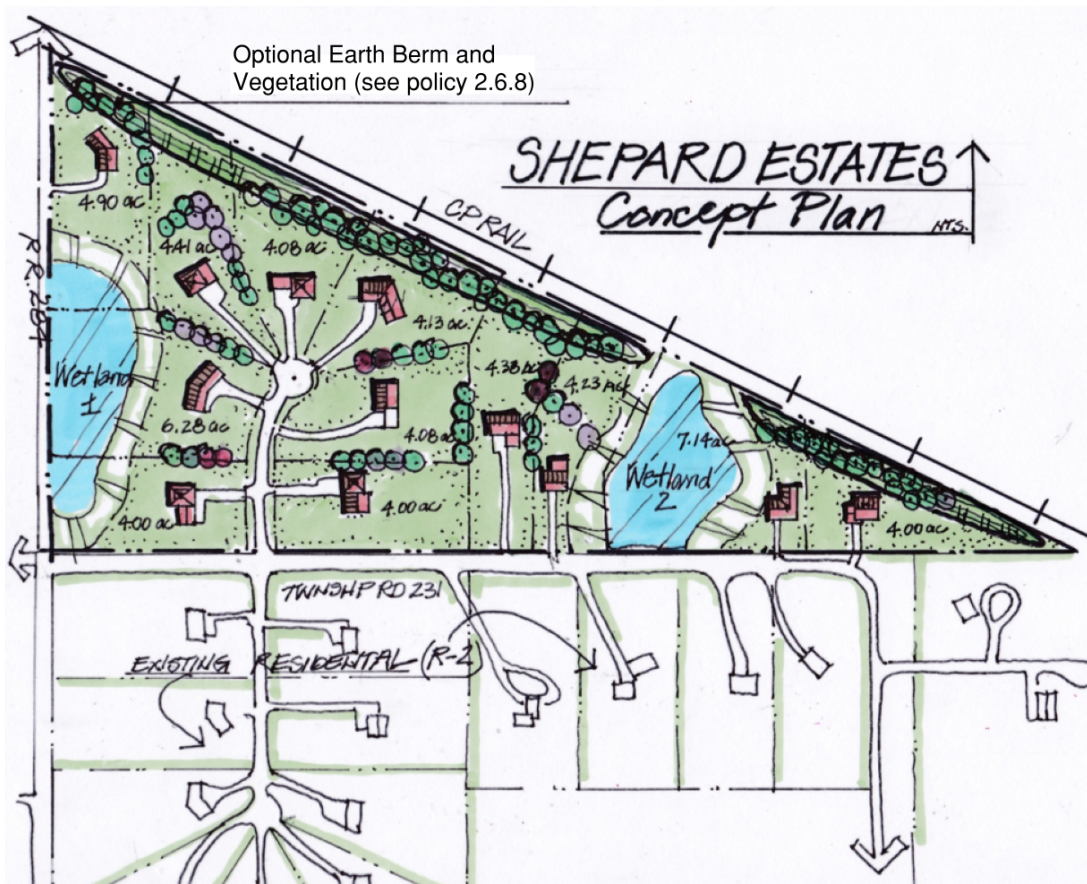 Optional Earth Berm and
Vegetation (see policy 2.6.8)
SHEPARD ESTATES
Concept Plan
N.T.S.
CP RAIL
4.90 ac
4.41 ac
4.08 ac
4.13 ac
4.38 ac
4.23 Ac
R.R. 284
Wetland
1
6.28 ac
4.08 ac
7.14 ac
Wetland
2
4.00 ac
4.00 ac
4.00 ac
TWNSHP RD 231
EXISTING RESIDENTIAL (R-2)